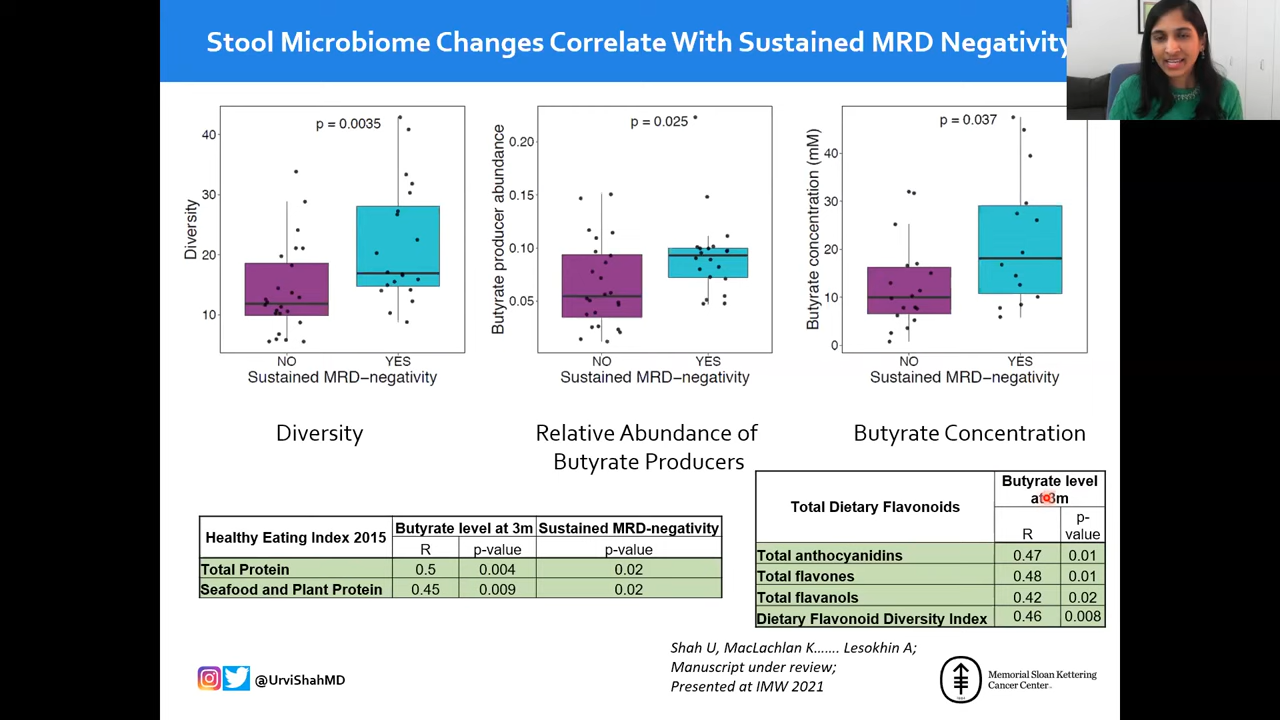 Stool Microbiome Changes Correlate With Sustained MRD Negativity
p = 0.0035
40
30
20
10
Diversity
NO YES
Sustained MRD−negativity
Diversity
p = 0.025
0.20
0.15
0.10
0.05
Butyrate producer abundance
NO YES
Sustained MRD−negativity
Relative Abundance of
Butyrate Producers
p = 0.037
40
30
20
10
0
Butyrate concentration (mM)
NO YES
Sustained MRD−negativity
Butyrate Concentration
Healthy Eating Index 2015 Butyrate level at 3m Sustained MRD-negativity
R p-value p-value
Total Protein 0.5 0.004 0.02
Seafood and Plant Protein 0.45 0.009 0.02
Total Dietary Flavonoids
Butyrate level
at 3m
R p-
value
Total anthocyanidins 0.47 0.01
Total flavones 0.48 0.01
Total flavanols 0.42 0.02
Dietary Flavonoid Diversity Index 0.46 0.008
Shah U, MacLachlan K....... Lesokhin A;
Manuscript under review;
Presented at IMW 2021
@UrviShahMD
Memorial Sloan Kettering
Cancer Center